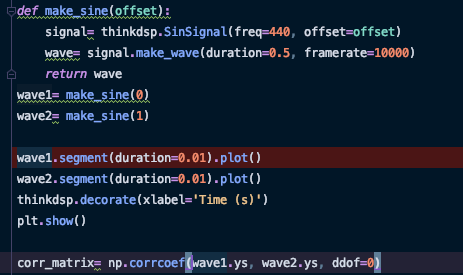 def make_sine(offset):
    signal= thinkdsp.SinSignal(freq=440, offset=offset)
    wave= signal.make_wave(duration=0.5, framerate=10000)
    return wave
wave1= make_sine(0)
wave2= make_sine(1)
wave1.segment(duration=0.01).plot()
wave2.segment(duration=0.01).plot()
thinkdsp.decorate(xlabel='Time (s)')
plt.show()
corr_matrix= np.corrcoef(wave1.ys, wave2.ys, ddof=0)